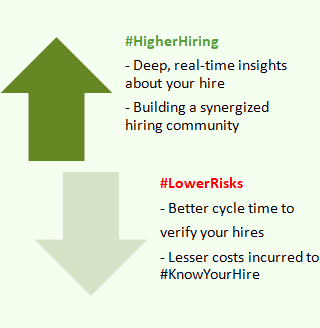 #HigherHiring
- Deep, real-time insights
about your hire
- Building a synergized
hiring community
#LowerRisks
- Better cycle time to
verify your hires
- Lesser costs incurred to
#KnowYourHire